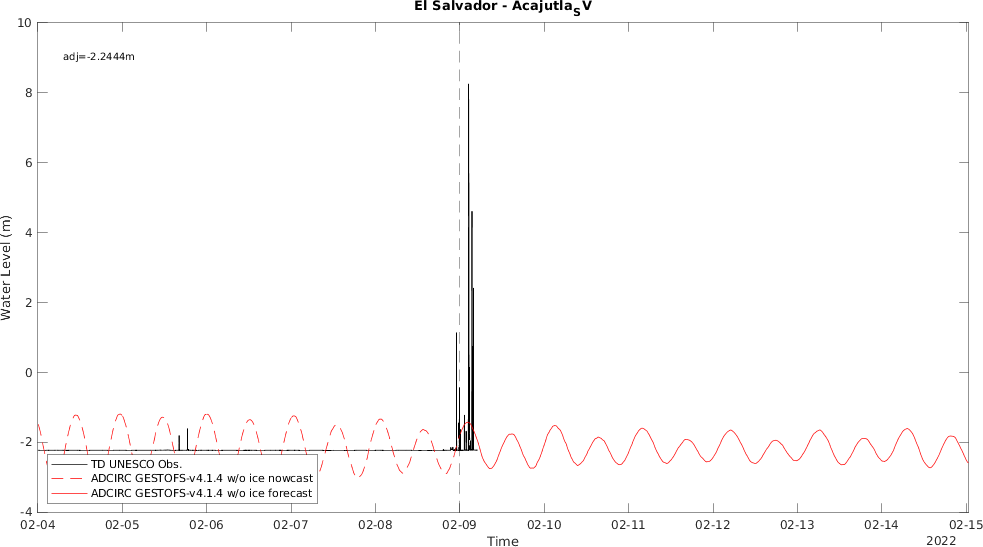 El Salvador - AcajutlaSV
adj=-2.2444m
10
8
6
4
2
0
-2
-4
Water Level (m)
TD UNESCO Obs.
ADCIRC GESTOFS-v4.1.4 w/o ice nowcast
ADCIRC GESTOFS-v4.1.4 w/o ice forecast
02-04 02-05 02-06 02-07 02-08 02-09 02-10 02-11 02-12 02-13 02-14 02-15
Time
2022